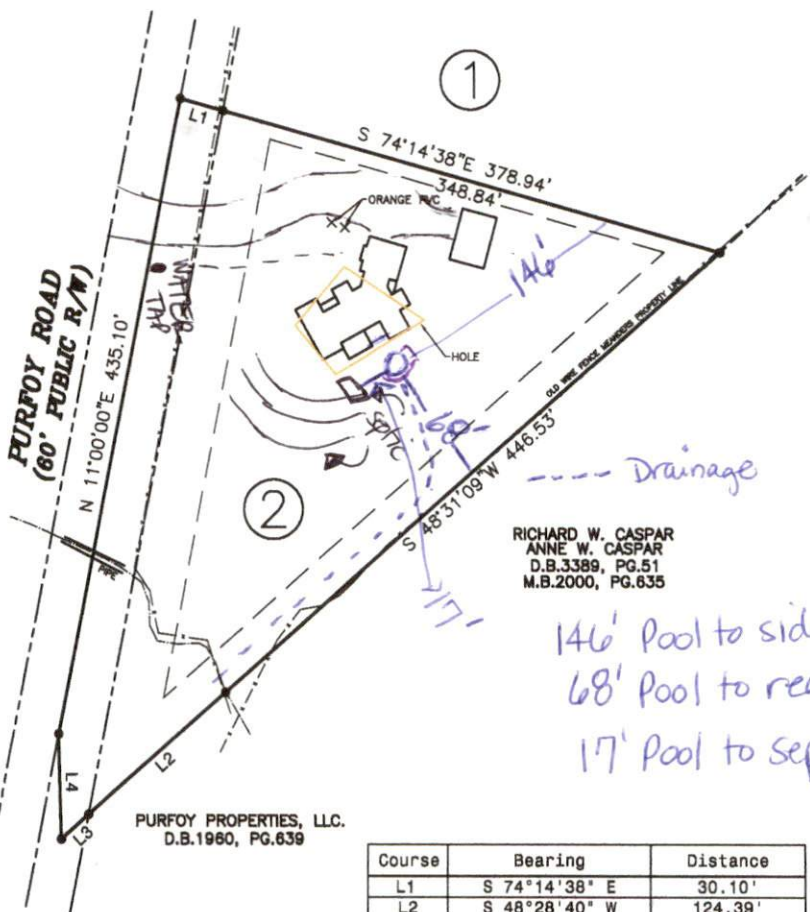 1
L1
S 74°14'38"E 378.94'
348.84'
ORANGE PVC
146'
WATER
TAP
PURFOY ROAD
(60' PUBLIC R/W)
N 11°00'00"E 435.10'
HOLE
OLD WIRE FENCE MEANDERS PROPERTY LINE
68'
2
S 48°31'09"W 446.53'
---- Drainage
RICHARD W. CASPAR
ANNE W. CASPAR
D.B.3389, PG.51
M.B.2000, PG.635
PIPE
17'
146' Pool to sid
68' Pool to rea
17' Pool to sep
L4
L2
L3
PURFOY PROPERTIES, LLC.
D.B.1960, PG.639
Course Bearing Distance
L1 S 74°14'38" E 30.10'
L2 S 48°28'40" W 124.39'